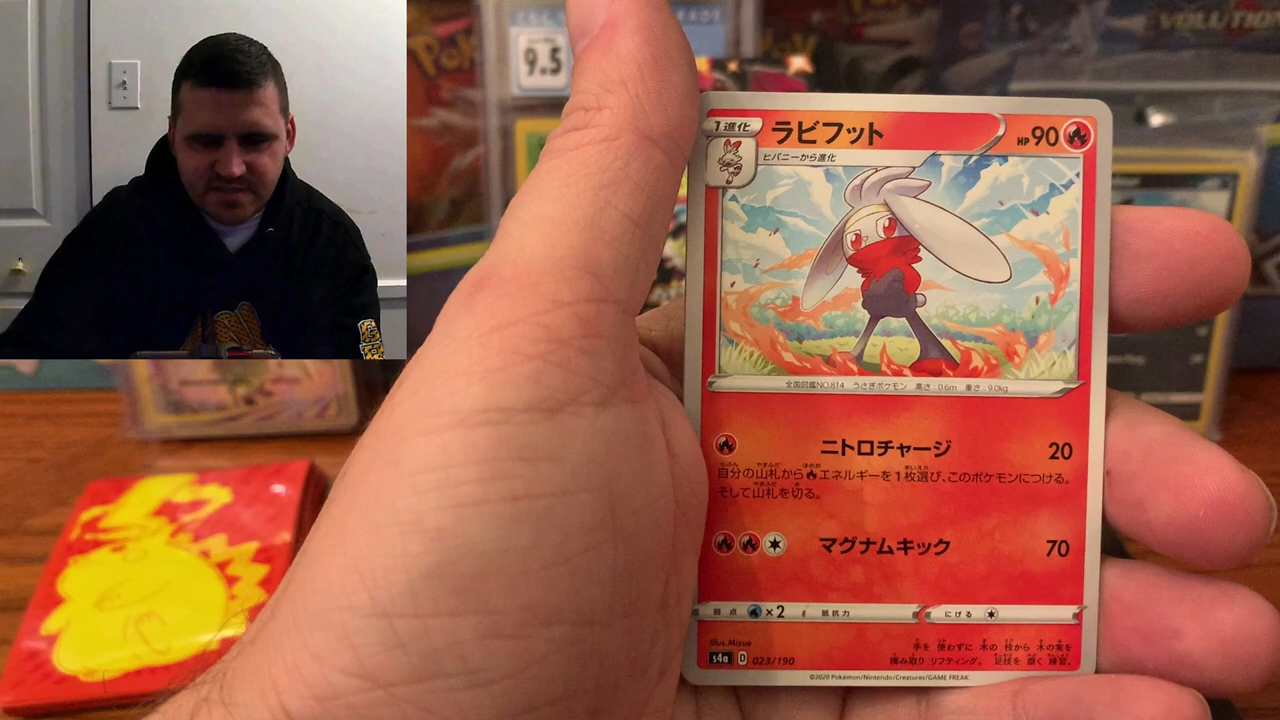 9.5
VOLUTION
1進化
ラビフット
HP90
ヒバニーから進化
全国図鑑NO.814 うさぎポケモン 高さ:0.6m 重さ:9.0kg
ニトロチャージ 20
自分の山札からエネルギーを1枚選び、このポケモンにつける。
そして山札を切る。
マグナムキック 70
弱点 ×2 抵抗力 にげる
Illus. Mizue
手を 使わずに 木の 枝から 木の実を
摘み取り リフティング。 足技を 磨く 練習。
s4a D 023/190
©2020 Pokémon/Nintendo/Creatures/GAME FREAK